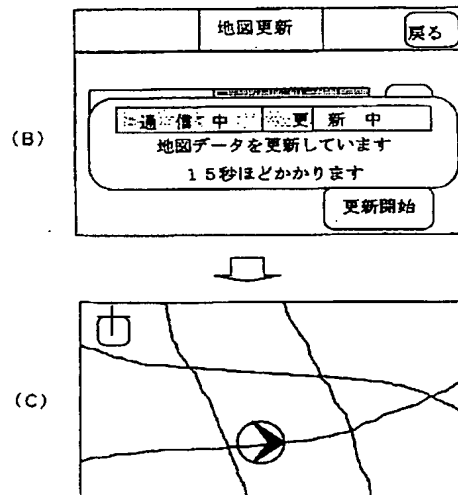 地図更新
戻る
(B)
通信中 更新中
地図データを更新しています
15秒ほどかかります
更新開始
(C)